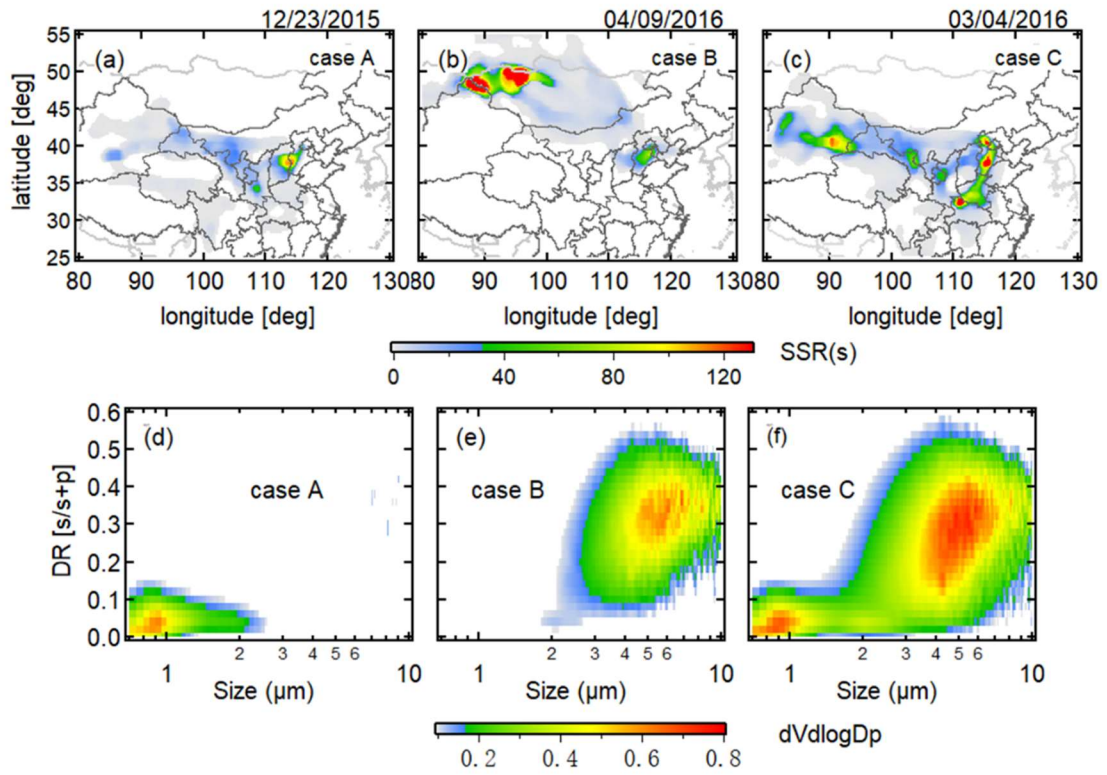 12/23/2015 04/09/2016 03/04/2016
(a) case A (b) case B (c) case C
latitude [deg]
55
50
45
40
35
30
25
80 90 100 110 120 130 80 90 100 110 120 130 80 90 100 110 120 130
longitude [deg] longitude [deg] longitude [deg]
SSR(s)
0 40 80 120
DR [s/s+p]
0.6
0.5
0.4
0.3
0.2
0.1
0.0
(d) (e) (f)
case A case B case C
2 3 4 5 6 2 3 4 5 6 2 3 4 5 6
1 10 1 10 1 10
Size (µm) Size (µm) Size (µm)
dVdlogDp
0.2 0.4 0.6 0.8